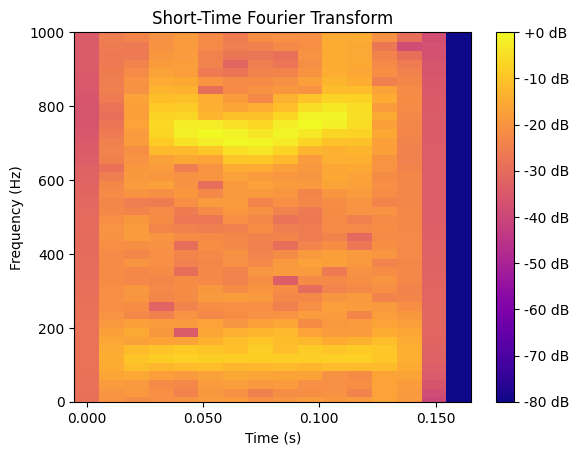 Short-Time Fourier Transform
1000
800
600
400
200
0
Frequency (Hz)
0.000
0.050
0.100
0.150
Time (s)
+0 dB
-10 dB
-20 dB
-30 dB
-40 dB
-50 dB
-60 dB
-70 dB
-80 dB